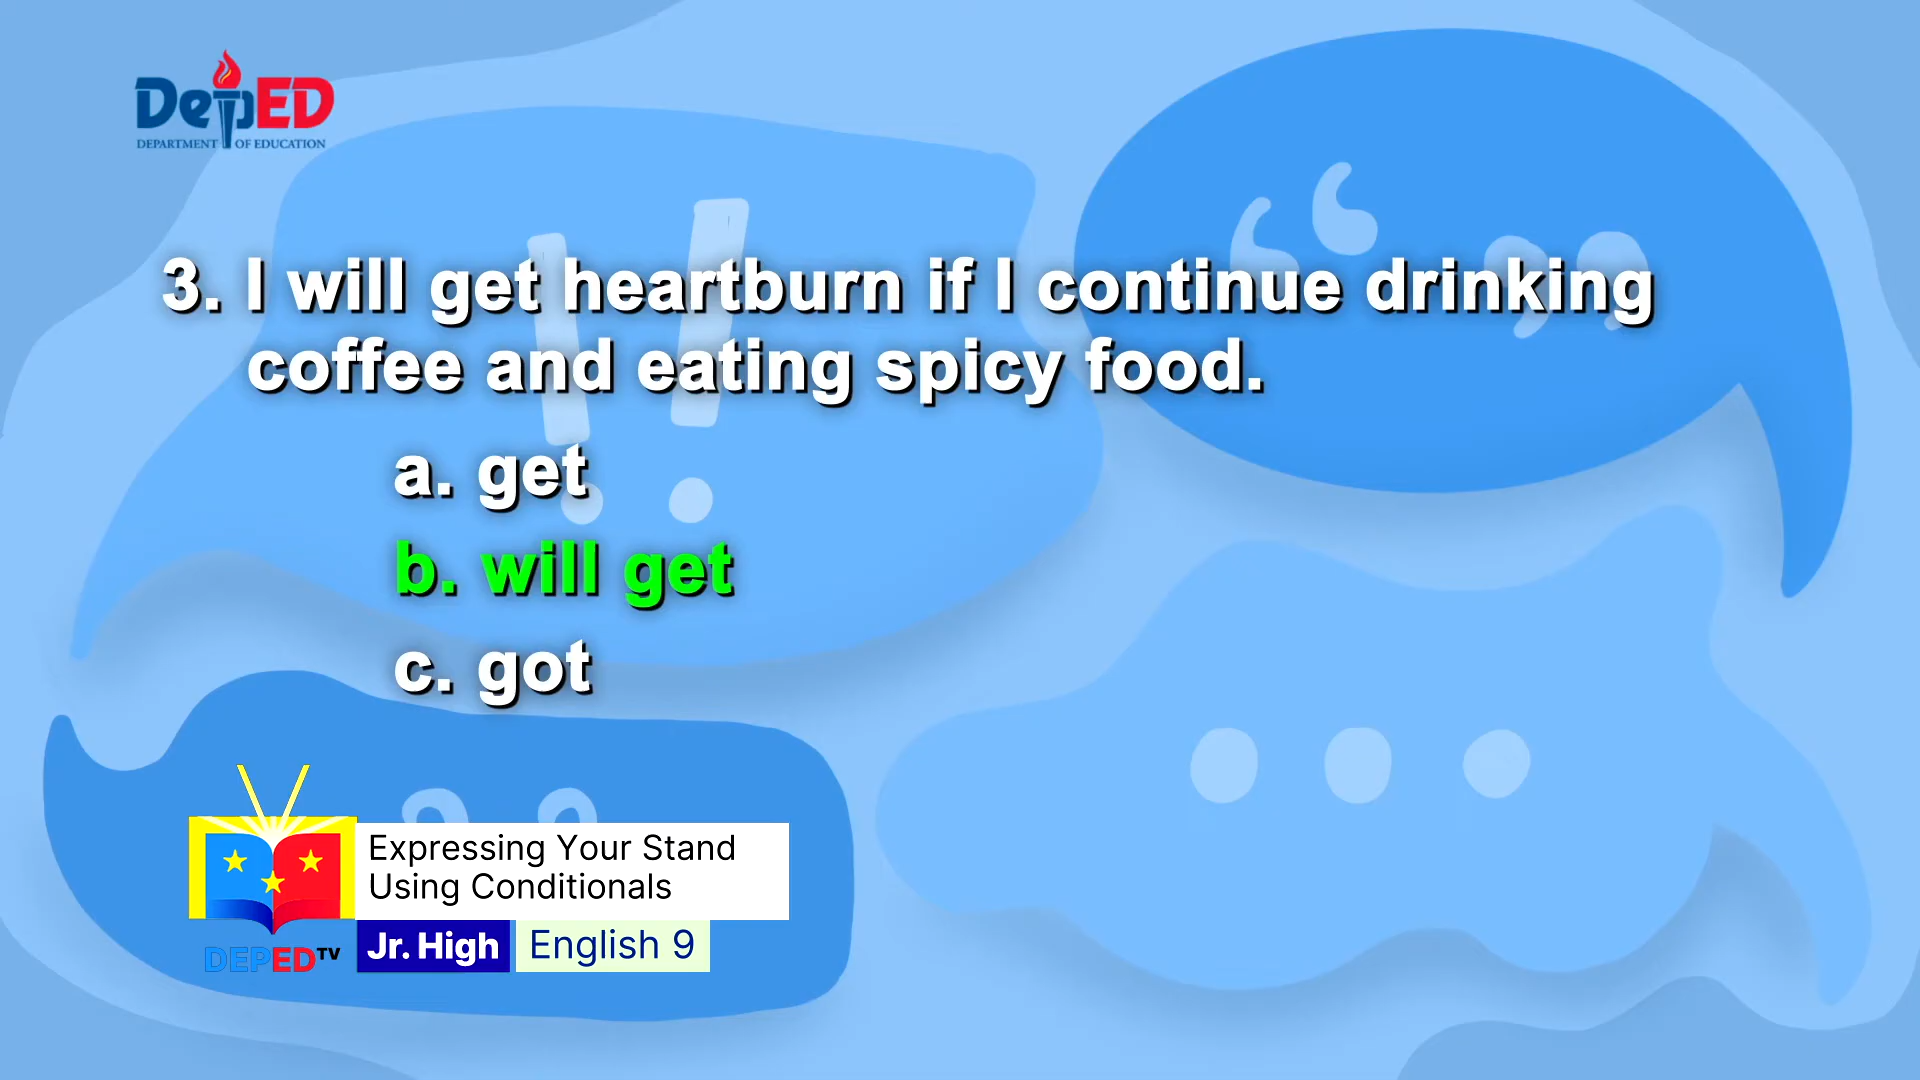 DepED
DEPARTMENT OF EDUCATION
3. I will get heartburn if I continue drinking
coffee and eating spicy food.
a. get
b. will get
c. got
Expressing Your Stand
Using Conditionals
DEPED TV
Jr. High
English 9